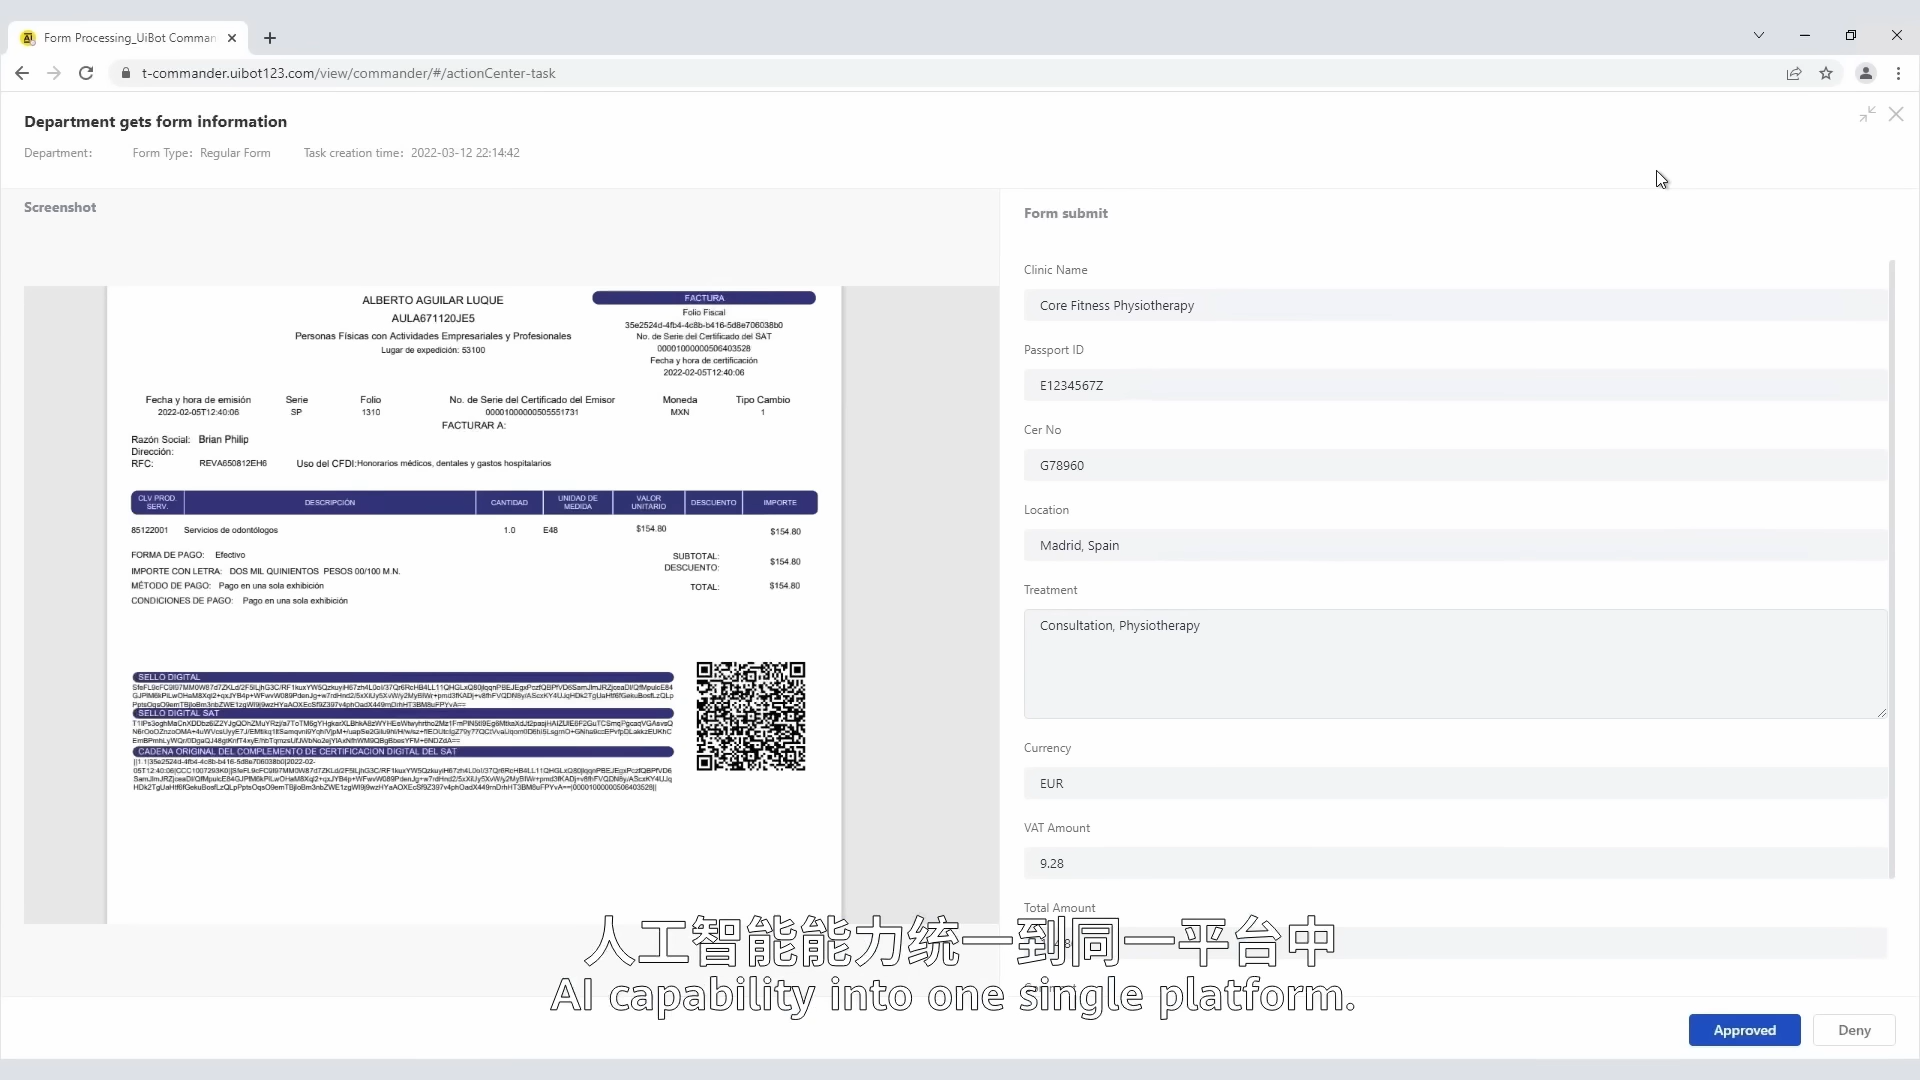 Form Processing_UiBot Comman
t-commander.uibot123.com/view/commander/#/actionCenter-task
Department gets form information
Department: Form Type: Regular Form Task creation time: 2022-03-12 22:14:42
Screenshot
ALBERTO AGUILAR LUQUE
AULA671120JE5
Personas Físicas con Actividades Empresariales y Profesionales
Lugar de expedición: 53100
FACTURA
Folio Fiscal
35e2524d-4fb4-4c8b-b416-5d8e706038b0
No. de Serie del Certificado del SAT
00001000000506403528
Fecha y hora de certificación
2022-02-05T12:40:06
Fecha y hora de emisión Serie Folio No. de Serie del Certificado del Emisor Moneda Tipo Cambio
2022-02-05T12:40:06 SP 1310 00001000000505551731 MXN 1
FACTURAR A:
Razón Social: Brian Philip
Dirección:
RFC: REVA650812EH6 Uso del CFDI:Honorarios médicos, dentales y gastos hospitalarios
CLV PROD. SERV. DESCRIPCIÓN CANTIDAD UNIDAD DE MEDIDA VALOR UNITARIO DESCUENTO IMPORTE
85122001 Servicios de odontólogos 1.0 E48 $154.80 $154.80
FORMA DE PAGO: Efectivo
IMPORTE CON LETRA: DOS MIL QUINIENTOS PESOS 00/100 M.N.
MÉTODO DE PAGO: Pago en una sola exhibición
CONDICIONES DE PAGO: Pago en una sola exhibición
SUBTOTAL: $154.80
DESCUENTO:
TOTAL: $154.80
SELLO DIGITAL
SELLO DIGITAL SAT
CADENA ORIGINAL DEL COMPLEMENTO DE CERTIFICACION DIGITAL DEL SAT
Form submit
Clinic Name
Core Fitness Physiotherapy
Passport ID
E1234567Z
Cer No
G78960
Location
Madrid, Spain
Treatment
Consultation, Physiotherapy
Currency
EUR
VAT Amount
9.28
Total Amount
人工智能能力统一到同一平台中
AI capability into one single platform.
Approved
Deny